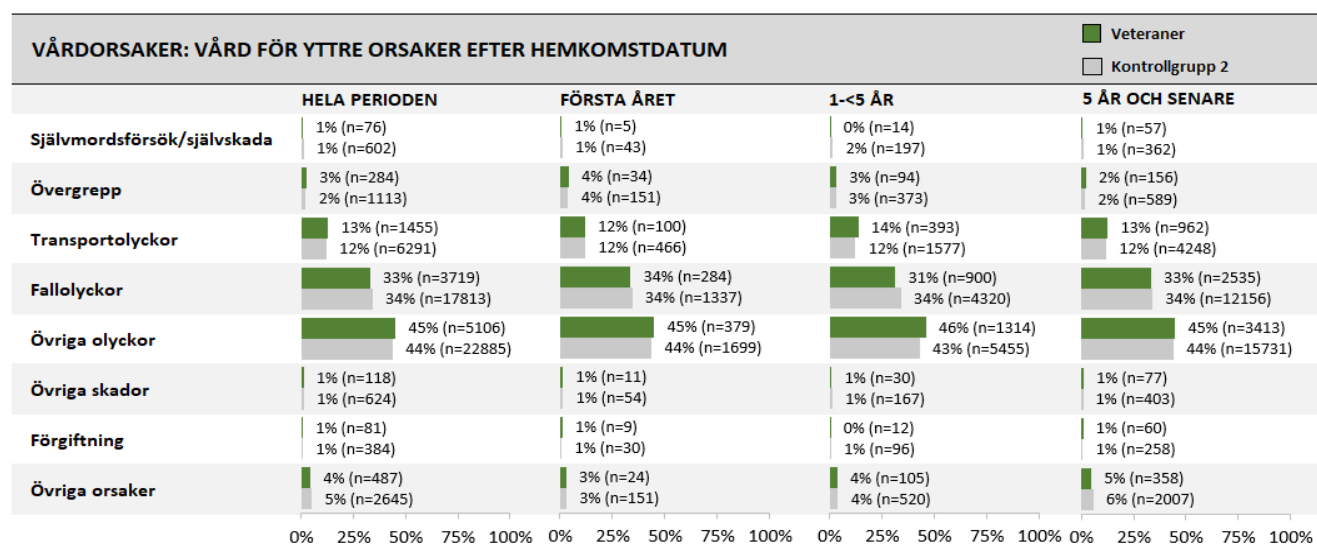 VÅRDORSAKER: VÅRD FÖR YTTRE ORSAKER EFTER HEMKOMSTDATUM
Veteraner
Kontrollgrupp 2
HELA PERIODEN FÖRSTA ÅRET 1-<5 ÅR 5 ÅR OCH SENARE
Självmordsförsök/självskada
1% (n=76) 1% (n=5) 0% (n=14) 1% (n=57)
1% (n=602) 1% (n=43) 2% (n=197) 1% (n=362)
Övergrepp
3% (n=284) 4% (n=34) 3% (n=94) 2% (n=156)
2% (n=1113) 4% (n=151) 3% (n=373) 2% (n=589)
Transportolyckor
13% (n=1455) 12% (n=100) 14% (n=393) 13% (n=962)
12% (n=6291) 12% (n=466) 12% (n=1577) 12% (n=4248)
Fallolyckor
33% (n=3719) 34% (n=284) 31% (n=900) 33% (n=2535)
34% (n=17813) 34% (n=1337) 34% (n=4320) 34% (n=12156)
Övriga olyckor
45% (n=5106) 45% (n=379) 46% (n=1314) 45% (n=3413)
44% (n=22885) 44% (n=1699) 43% (n=5455) 44% (n=15731)
Övriga skador
1% (n=118) 1% (n=11) 1% (n=30) 1% (n=77)
1% (n=624) 1% (n=54) 1% (n=167) 1% (n=403)
Förgiftning
1% (n=81) 1% (n=9) 0% (n=12) 1% (n=60)
1% (n=384) 1% (n=30) 1% (n=96) 1% (n=258)
Övriga orsaker
4% (n=487) 3% (n=24) 4% (n=105) 5% (n=358)
5% (n=2645) 3% (n=151) 4% (n=520) 6% (n=2007)
0% 25% 50% 75% 100% 0% 25% 50% 75% 100% 0% 25% 50% 75% 100% 0% 25% 50% 75% 100%